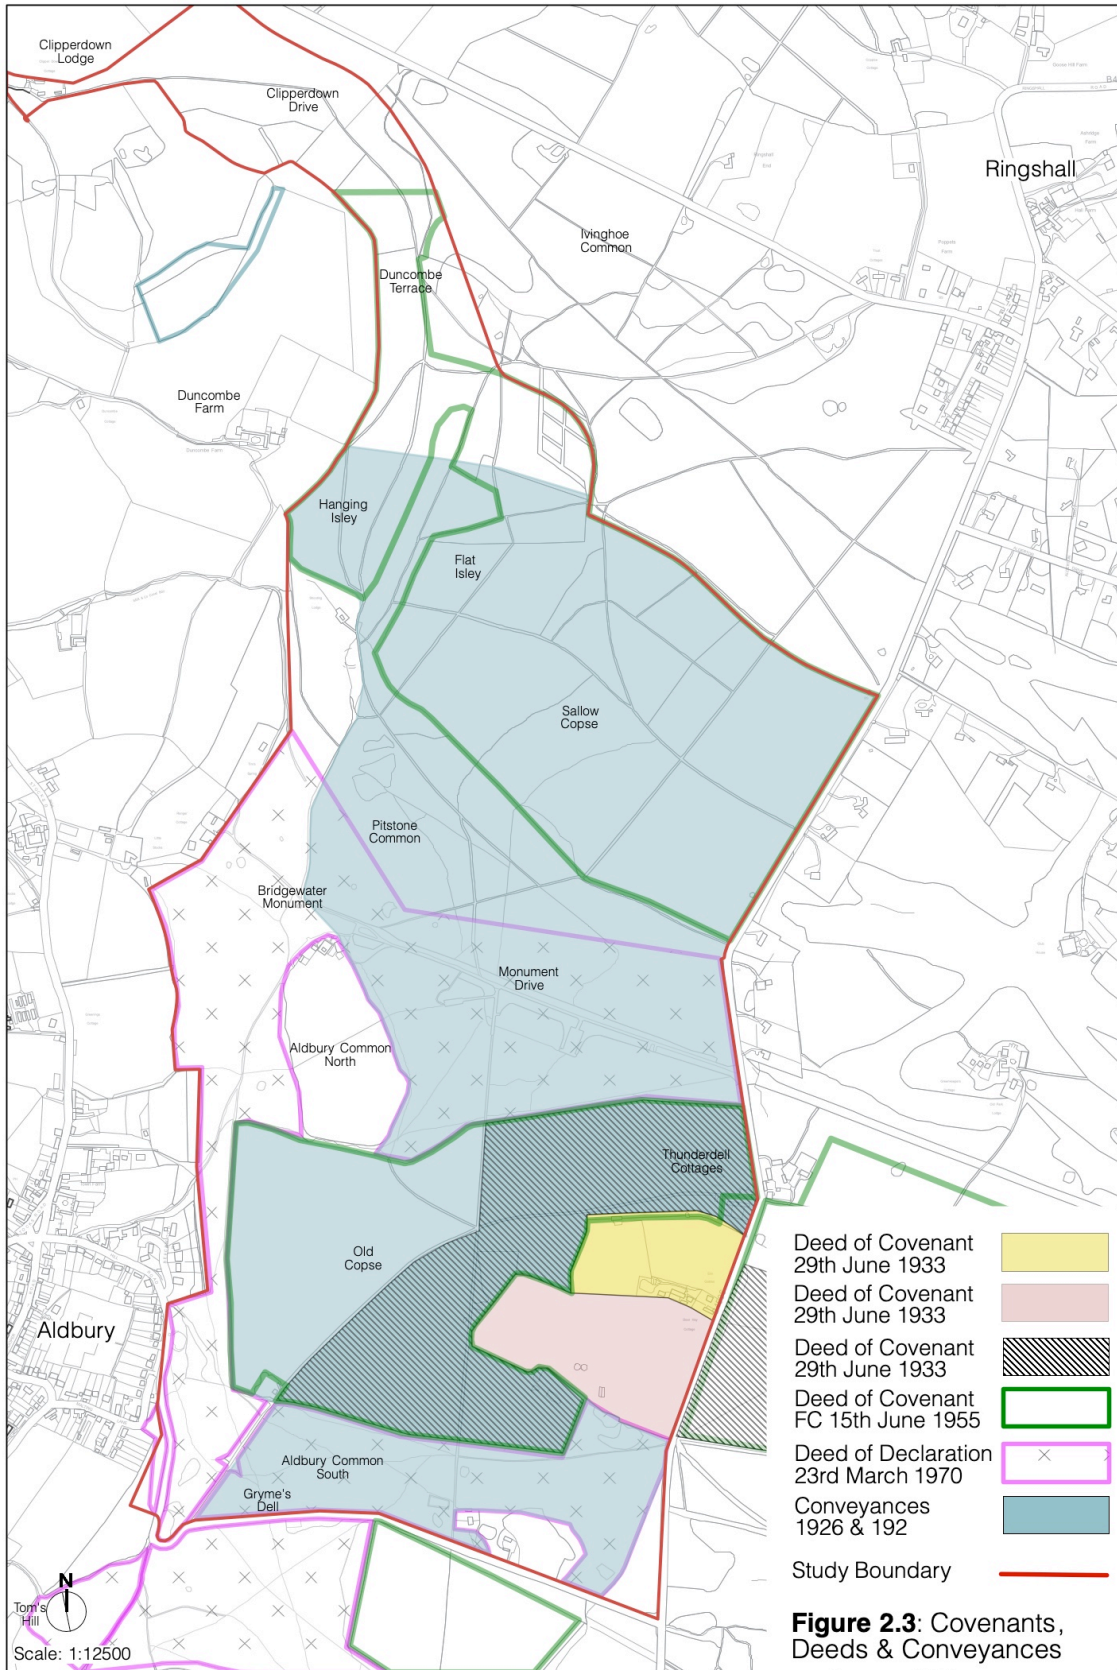 Clipperdown
Lodge
Clipperdown
Drive
B4
Ringshall
Ivinghoe
Common
Duncombe
Terrace
Duncombe
Farm
Duncombe Farm
Hanging
Isley
Flat
Isley
Sallow
Copse
Pitstone
Common
Bridgewater
Monument
Monument
Drive
Aldbury Common
North
Thunderdell
Cottages
Old
Copse
Aldbury
Aldbury Common
South
Gryme's
Dell
N
Tom's
Hill
Scale: 1:12500
Deed of Covenant
29th June 1933
Deed of Covenant
29th June 1933
Deed of Covenant
29th June 1933
Deed of Covenant
FC 15th June 1955
Deed of Declaration
23rd March 1970
Conveyances
1926 & 192
Study Boundary
Figure 2.3: Covenants,
Deeds & Conveyances